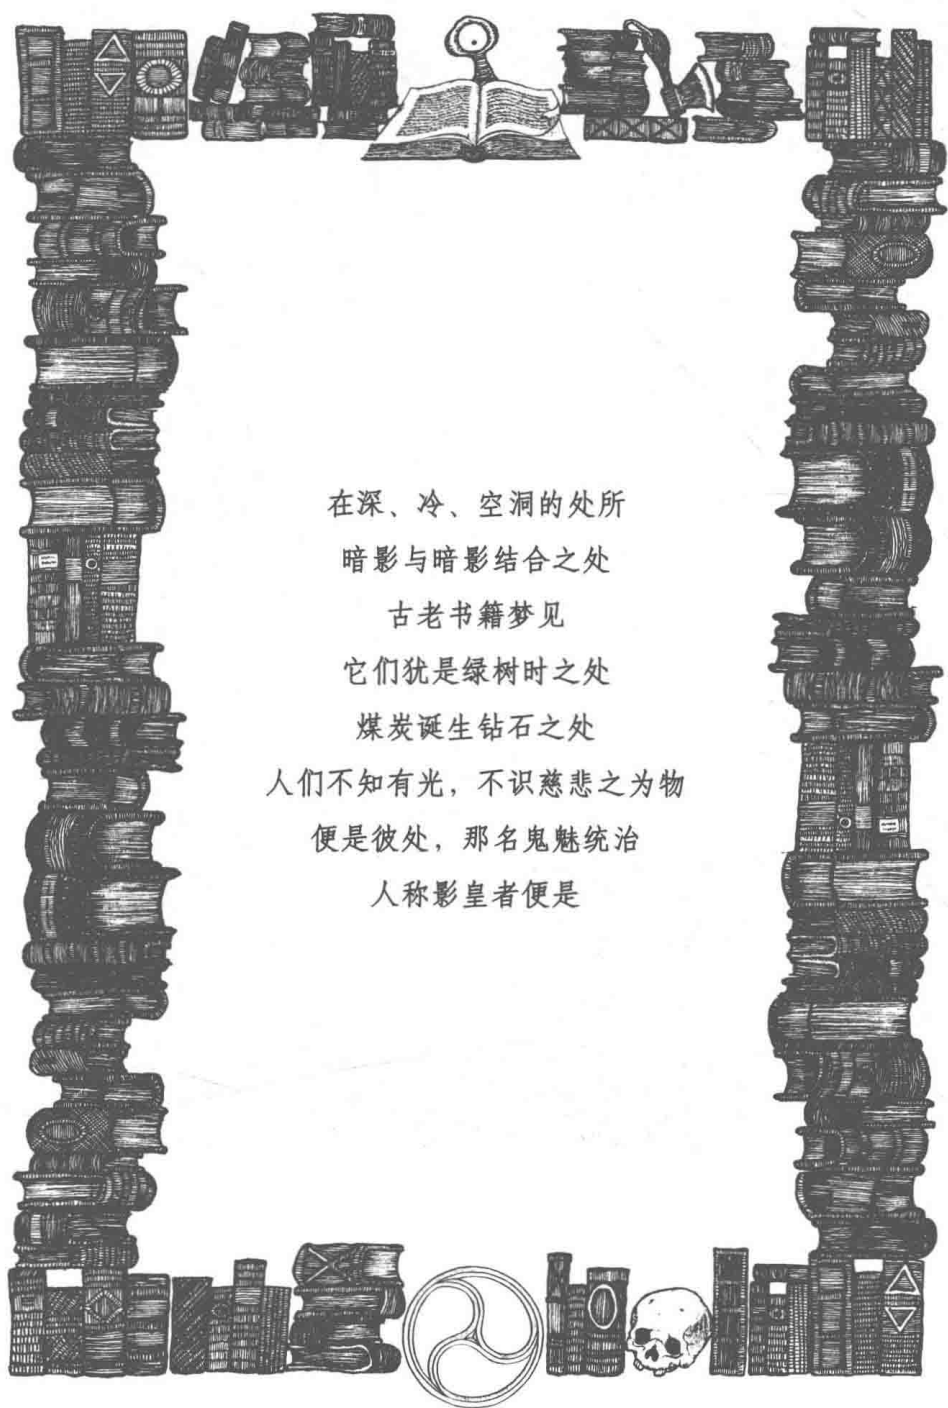 在深、冷、空洞的处所
暗影与暗影结合之处
古老书籍梦见
它们犹是绿树时之处
煤炭诞生钻石之处
人们不知有光，不识慈悲之为物
便是彼处，那名鬼魅统治
人称影皇者便是